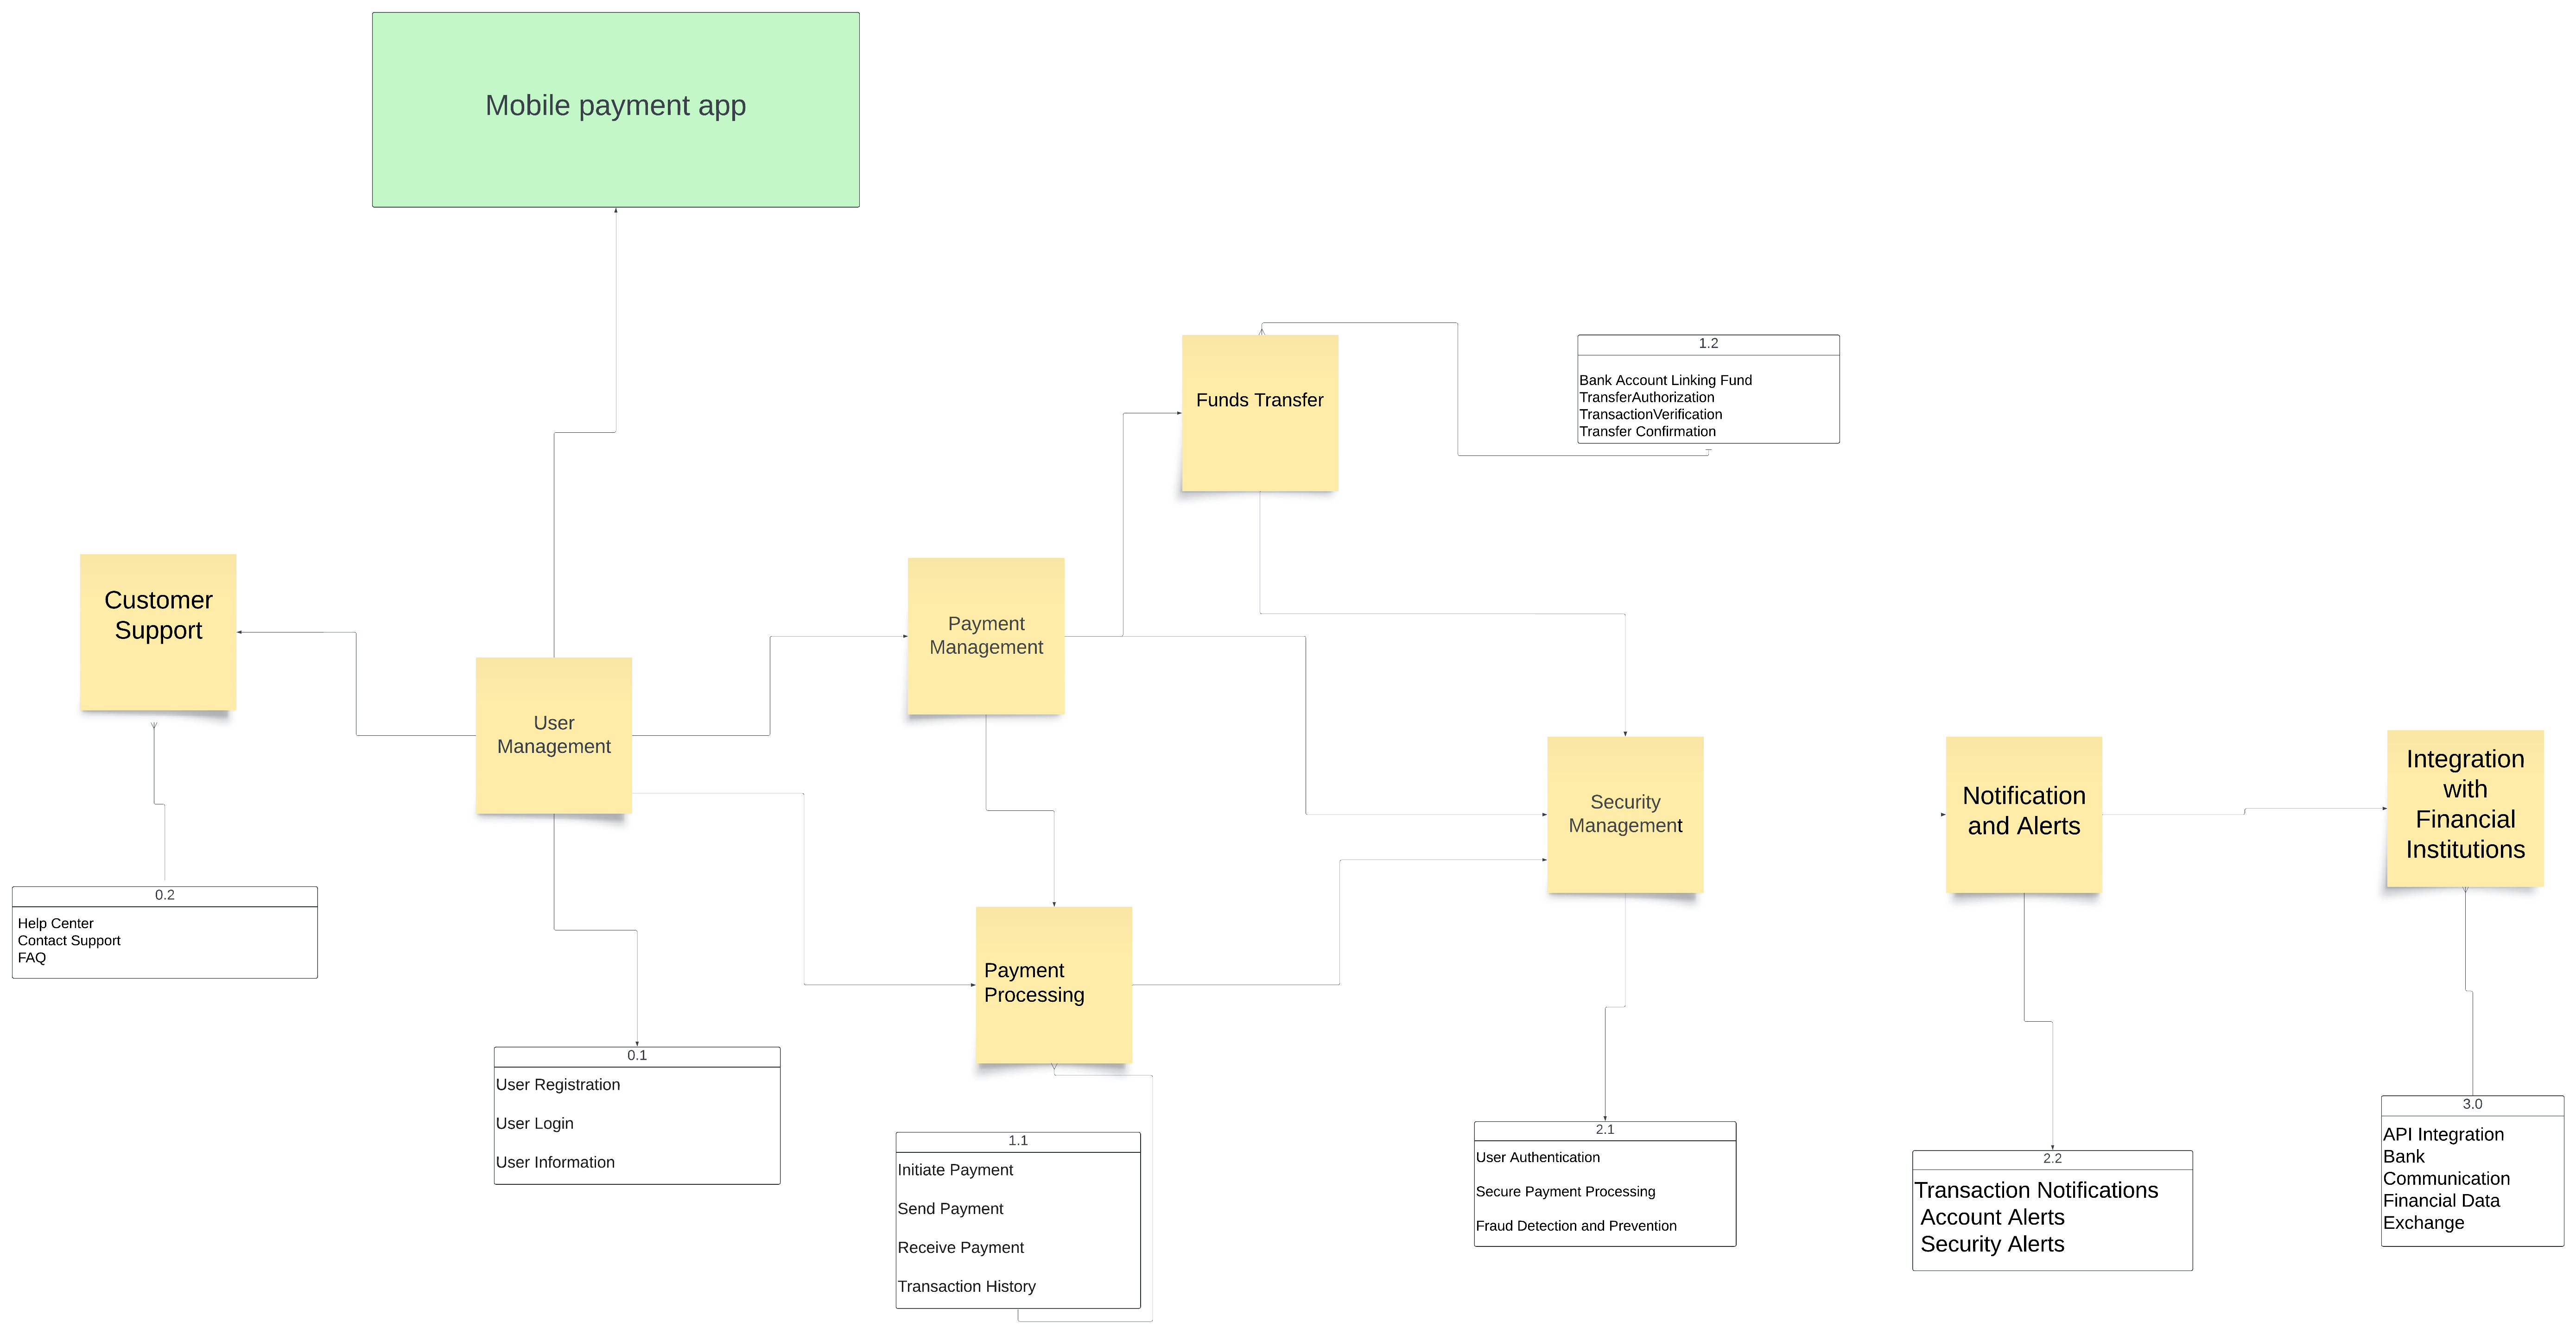 Mobile payment app
Funds Transfer
1.2
Bank Account Linking Fund
TransferAuthorization
TransactionVerification
Transfer Confirmation
Customer
Support
Payment
Management
User
Management
Security
Management
Notification
and Alerts
Integration
with
Financial
Institutions
0.2
Help Center
Contact Support
FAQ
Payment
Processing
0.1
User Registration
User Login
User Information
1.1
Initiate Payment
Send Payment
Receive Payment
Transaction History
2.1
User Authentication
Secure Payment Processing
Fraud Detection and Prevention
2.2
Transaction Notifications
Account Alerts
Security Alerts
3.0
API Integration
Bank
Communication
Financial Data
Exchange